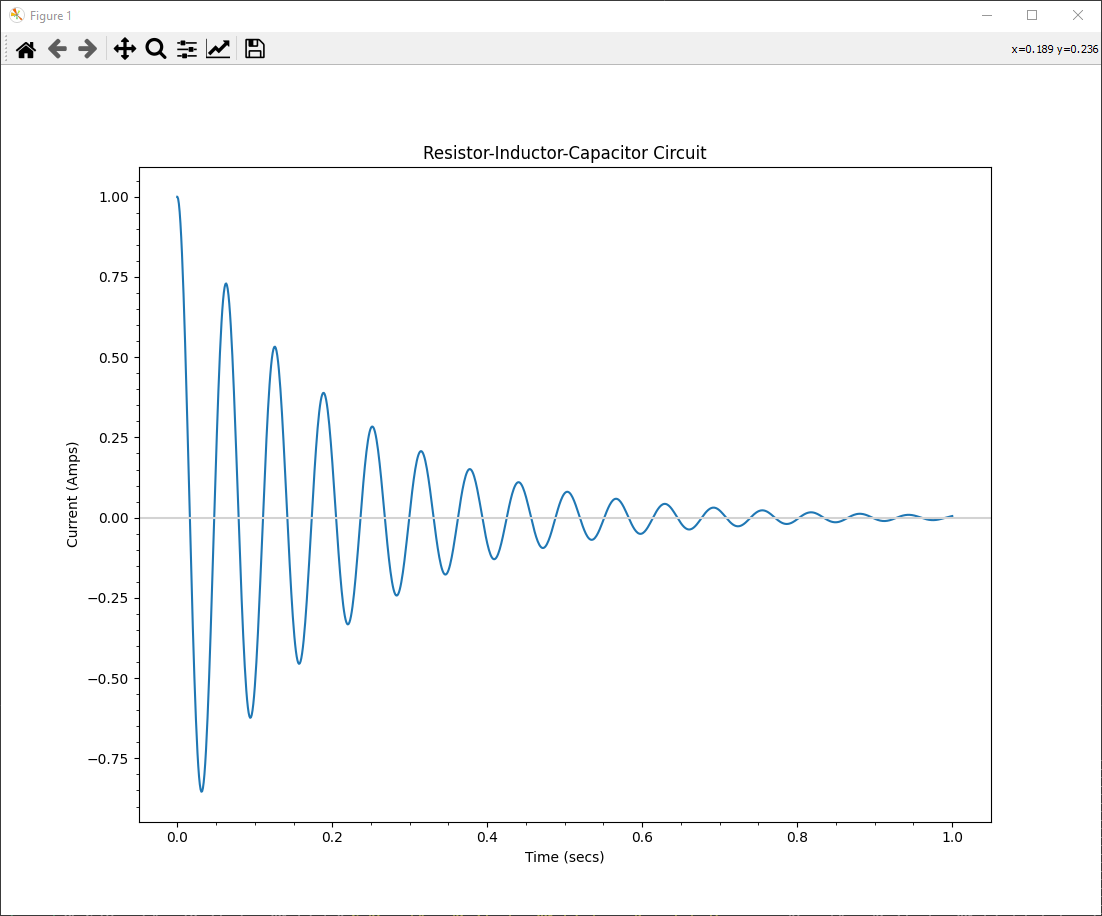 Figure 1
x=0.189 y=0.236
Resistor-Inductor-Capacitor Circuit
1.00
0.75
0.50
0.25
0.00
−0.25
−0.50
−0.75
Current (Amps)
0.0 0.2 0.4 0.6 0.8 1.0
Time (secs)